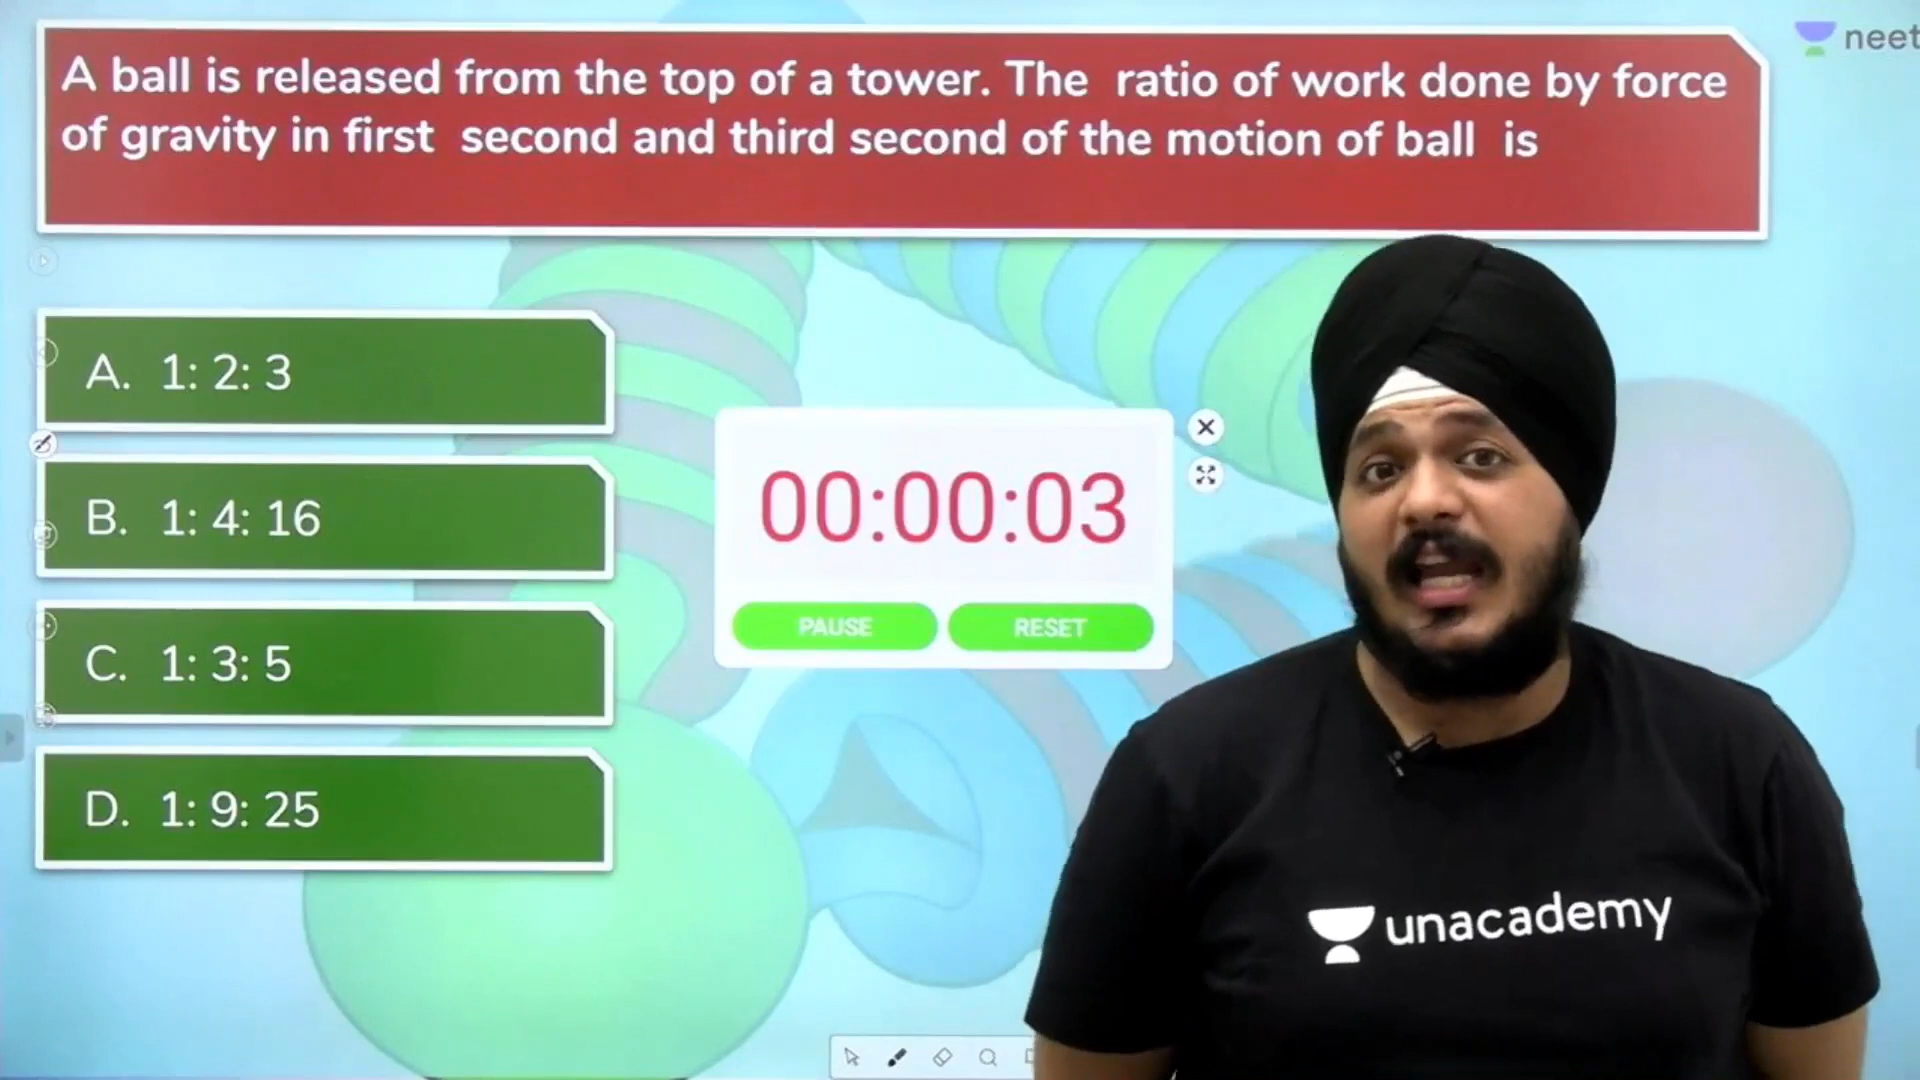 A ball is released from the top of a tower. The ratio of work done by force
of gravity in first second and third second of the motion of ball is
neet
A. 1: 2: 3
B. 1: 4: 16
C. 1: 3: 5
D. 1: 9: 25
00:00:03
PAUSE
RESET
unacademy